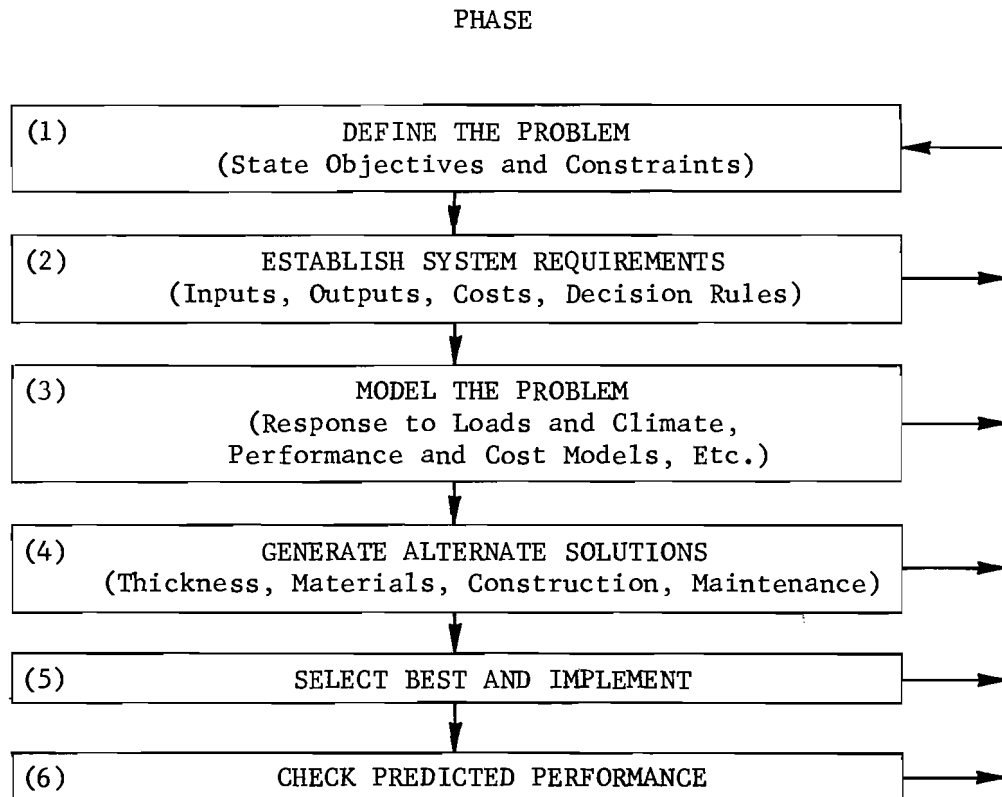 PHASE
(1) DEFINE THE PROBLEM
(State Objectives and Constraints)
(2) ESTABLISH SYSTEM REQUIREMENTS
(Inputs, Outputs, Costs, Decision Rules)
(3) MODEL THE PROBLEM
(Response to Loads and Climate,
Performance and Cost Models, Etc.)
(4) GENERATE ALTERNATE SOLUTIONS
(Thickness, Materials, Construction, Maintenance)
(5) SELECT BEST AND IMPLEMENT
(6) CHECK PREDICTED PERFORMANCE